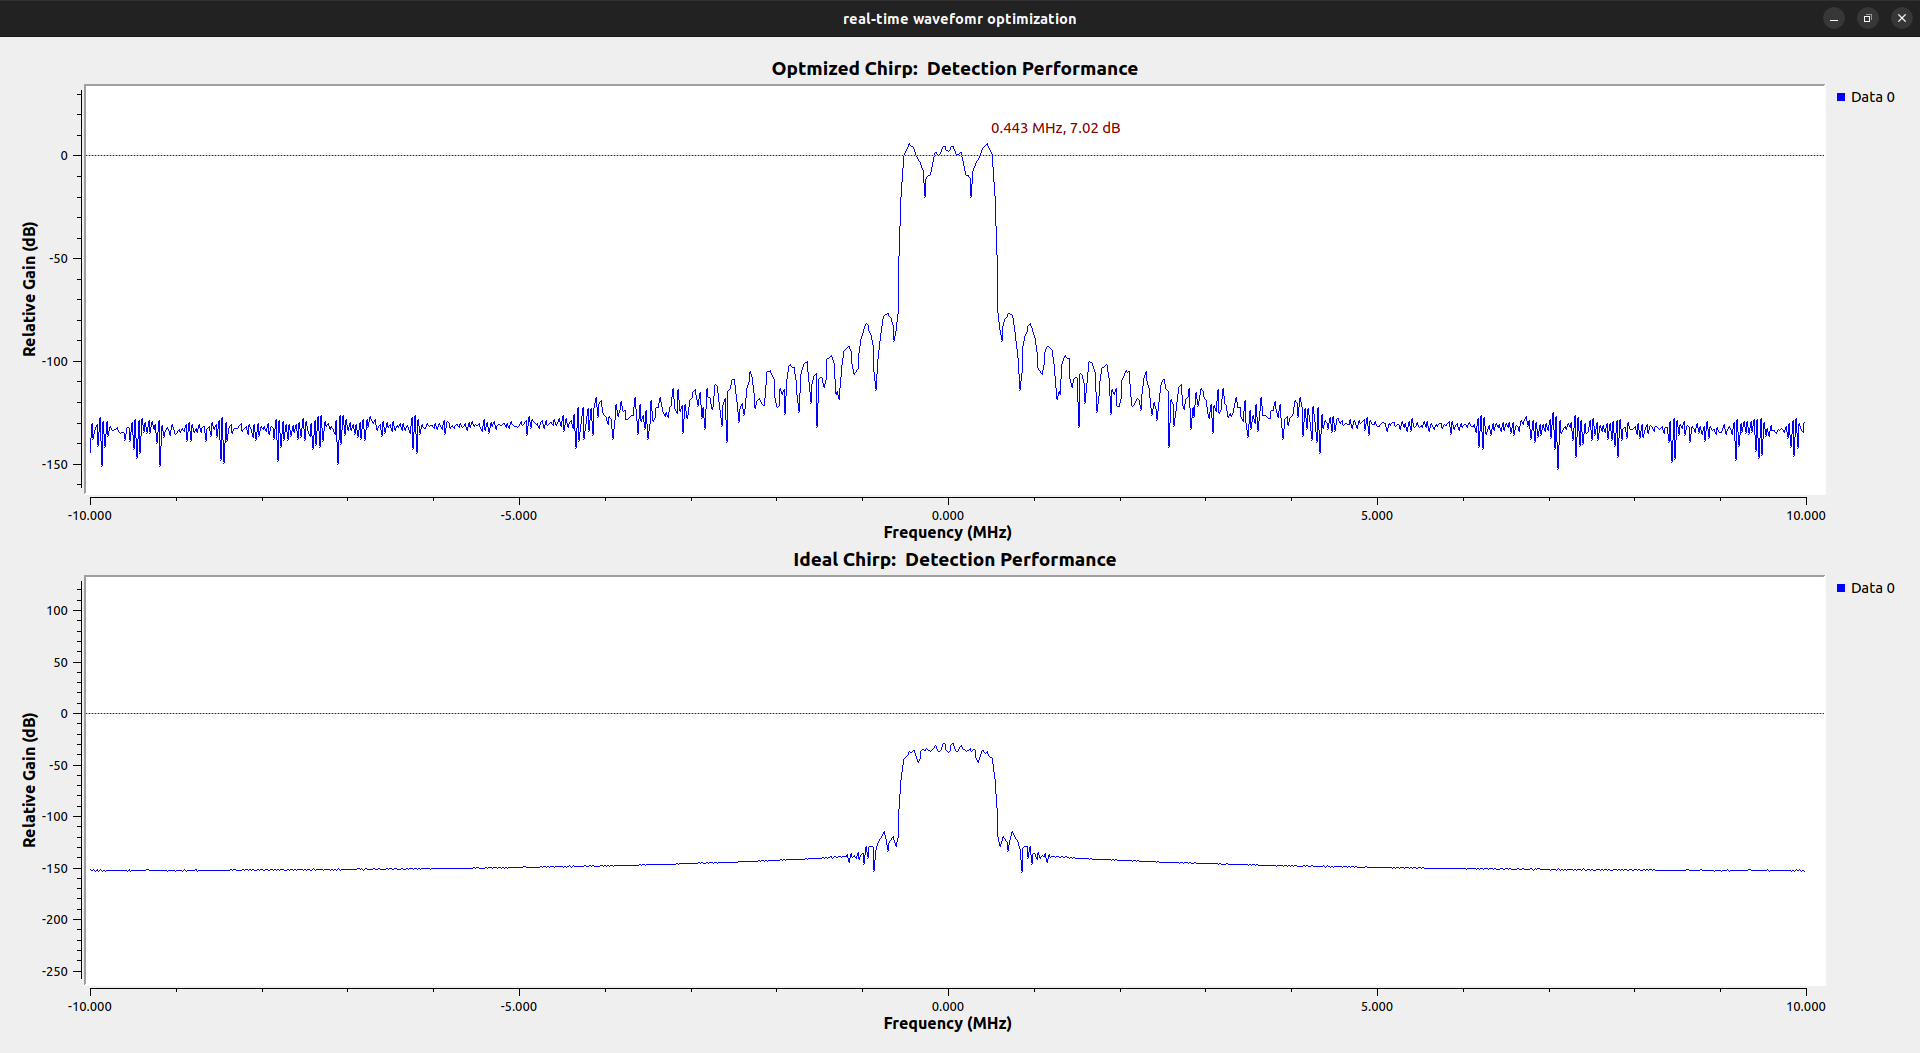 real-time wavefomr optimization
Optmized Chirp: Detection Performance
Data 0
0.443 MHz, 7.02 dB
Relative Gain (dB)
0
-50
-100
-150
-10.000
-5.000
0.000
5.000
10.000
Frequency (MHz)
Ideal Chirp: Detection Performance
Data 0
Relative Gain (dB)
100
50
0
-50
-100
-150
-200
-250
-10.000
-5.000
0.000
5.000
10.000
Frequency (MHz)